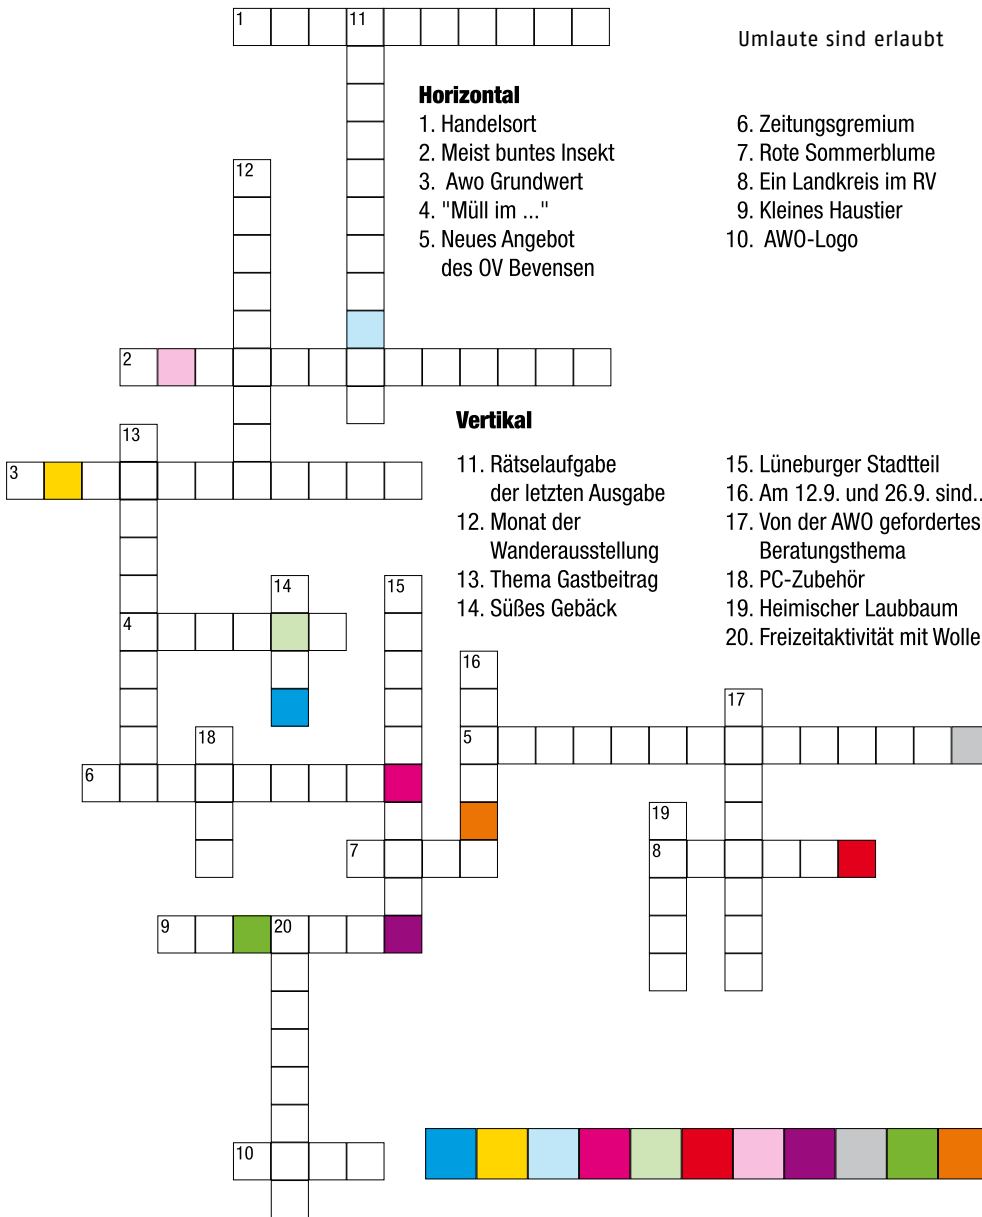 1
11
Umlaute sind erlaubt
Horizontal
1. Handelsort
2. Meist buntes Insekt
3. Awo Grundwert
4. "Müll im ..."
5. Neues Angebot
des OV Bevensen
6. Zeitungsgremium
7. Rote Sommerblume
8. Ein Landkreis im RV
9. Kleines Haustier
10. AWO-Logo
12
2
13
3
Vertikal
11. Rätselaufgabe
der letzten Ausgabe
12. Monat der
Wanderausstellung
13. Thema Gastbeitrag
14. Süßes Gebäck
15. Lüneburger Stadtteil
16. Am 12.9. und 26.9. sind..
17. Von der AWO gefordertes
Beratungsthema
18. PC-Zubehör
19. Heimischer Laubbaum
20. Freizeitaktivität mit Wolle
14
15
4
16
17
18
5
6
19
7
8
9
20
10